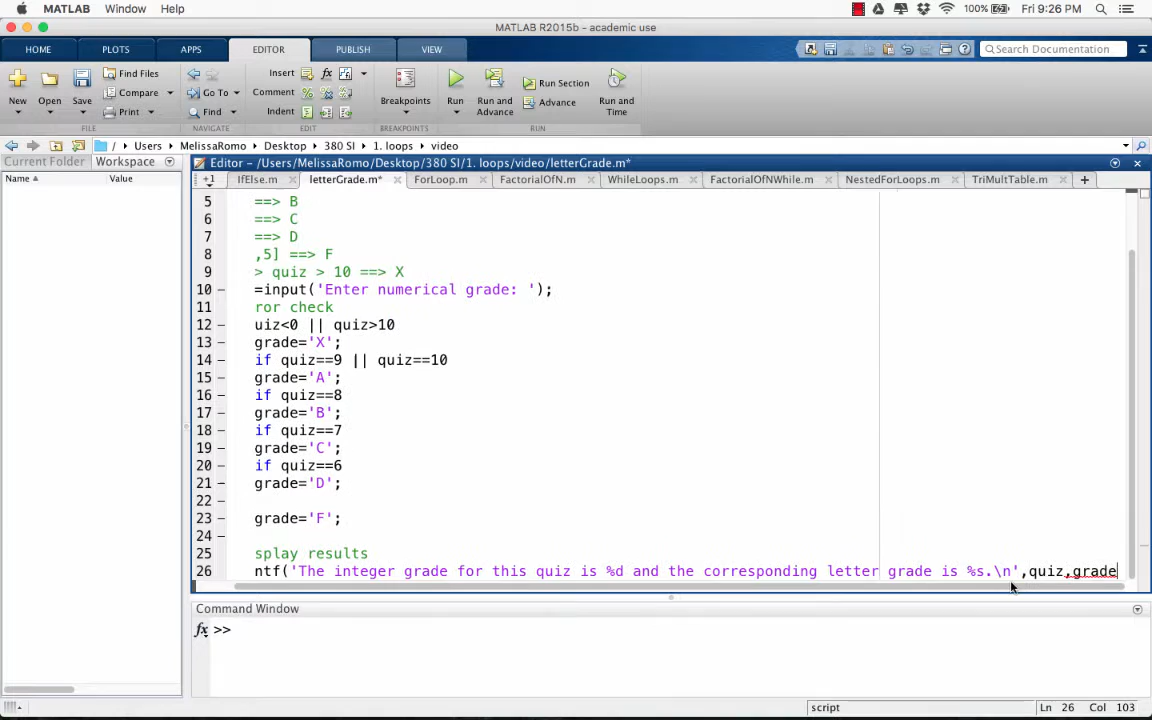 MATLAB Window Help 100% Fri 9:26 PM
MATLAB R2015b - academic use
HOME PLOTS APPS EDITOR PUBLISH VIEW Search Documentation
New Open Save Find Files Compare Print Go To Find Insert fx Comment Indent Breakpoints Run Run and Advance Run Section Advance Run and Time
FILE NAVIGATE EDIT BREAKPOINTS RUN
/ Users MelissaRomo Desktop 380 SI 1. loops video
Current Folder Workspace Editor - /Users/MelissaRomo/Desktop/380 SI/1. loops/video/letterGrade.m*
Name Value
+1 IfElse.m letterGrade.m* ForLoop.m FactorialOfN.m WhileLoops.m FactorialOfNWhile.m NestedForLoops.m TriMultTable.m
5 ==> B
6 ==> C
7 ==> D
8 ,5] ==> F
9 > quiz > 10 ==> X
10 =input('Enter numerical grade: ');
11 ror check
12 uiz<0 || quiz>10
13 grade='X';
14 if quiz==9 || quiz==10
15 grade='A';
16 if quiz==8
17 grade='B';
18 if quiz==7
19 grade='C';
20 if quiz==6
21 grade='D';
22
23 grade='F';
24
25 splay results
26 ntf('The integer grade for this quiz is %d and the corresponding letter grade is %s.\n',quiz,grade
Command Window
fx >>
script Ln 26 Col 103